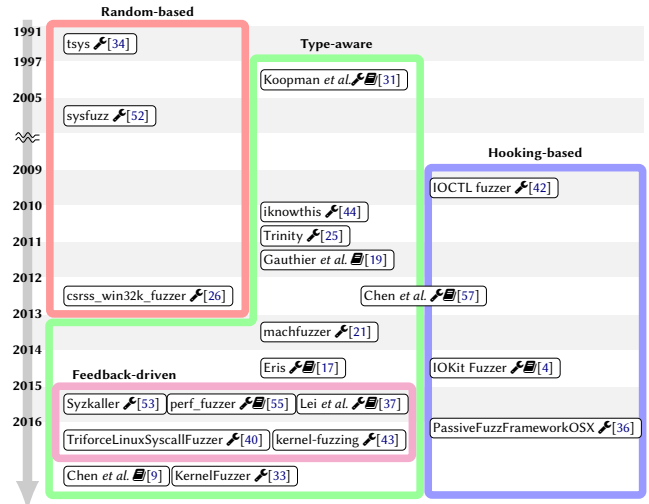 Random-based
1991
tsys [34]
Type-aware
1997
Koopman et al. [31]
2005
sysfuzz [52]
Hooking-based
2009
IOCTL fuzzer [42]
2010
iknowthis [44]
Trinity [25]
2011
Gauthier et al. [19]
2012
csrss_win32k_fuzzer [26]
Chen et al. [57]
2013
machfuzzer [21]
2014
Eris [17]
IOKit Fuzzer [4]
Feedback-driven
2015
Syzkaller [53] perf_fuzzer [55] Lei et al. [37]
2016
PassiveFuzzFrameworkOSX [36]
TriforceLinuxSyscallFuzzer [40] kernel-fuzzing [43]
Chen et al. [9] KernelFuzzer [33]